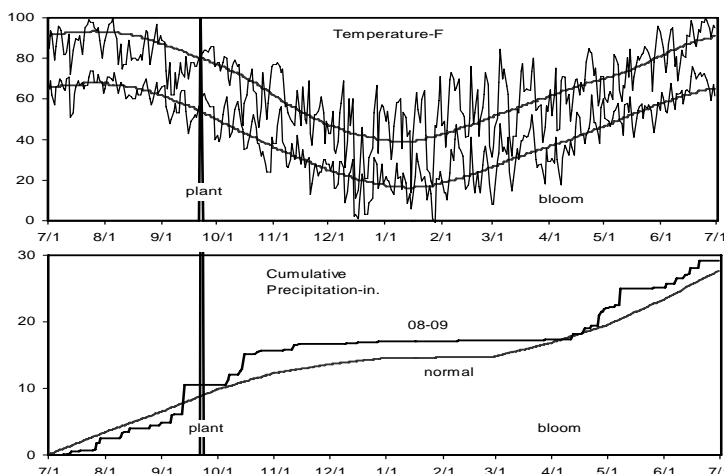 100
Temperature-F
80
60
40
20
plant
bloom
0
7/1 8/1 9/1 10/1 11/1 12/1 1/1 2/1 3/1 4/1 5/1 6/1 7/1
30
Cumulative
Precipitation-in.
20
08-09
normal
10
plant
bloom
0
7/1 8/1 9/1 10/1 11/1 12/1 1/1 2/1 3/1 4/1 5/1 6/1 7/